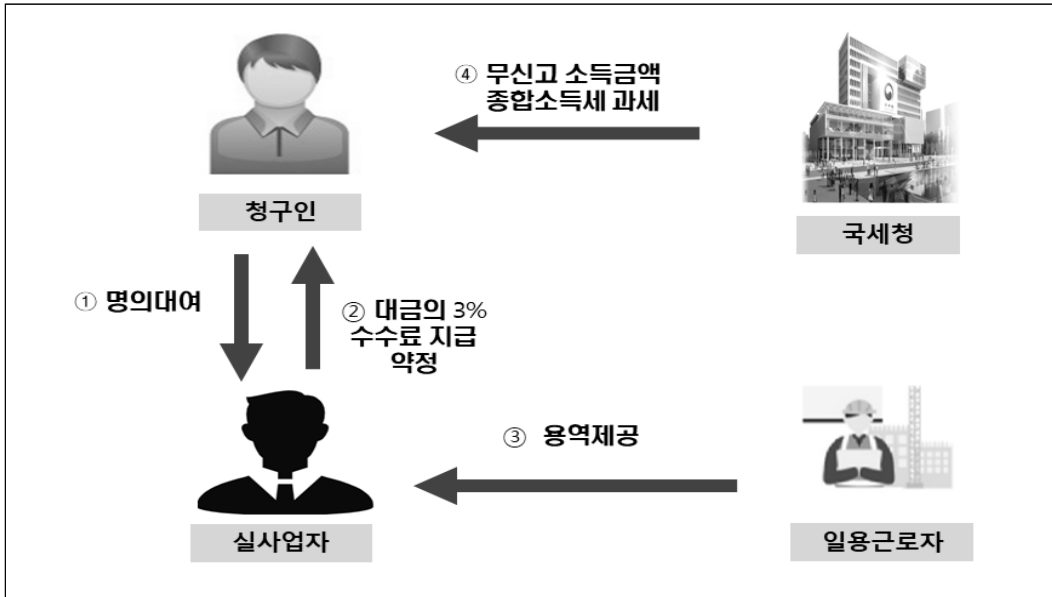 ④ 무신고 소득금액
종합소득세 과세
청구인
국세청
① 명의대여
② 대금의 3%
수수료 지급
약정
③ 용역제공
실사업자
일용근로자